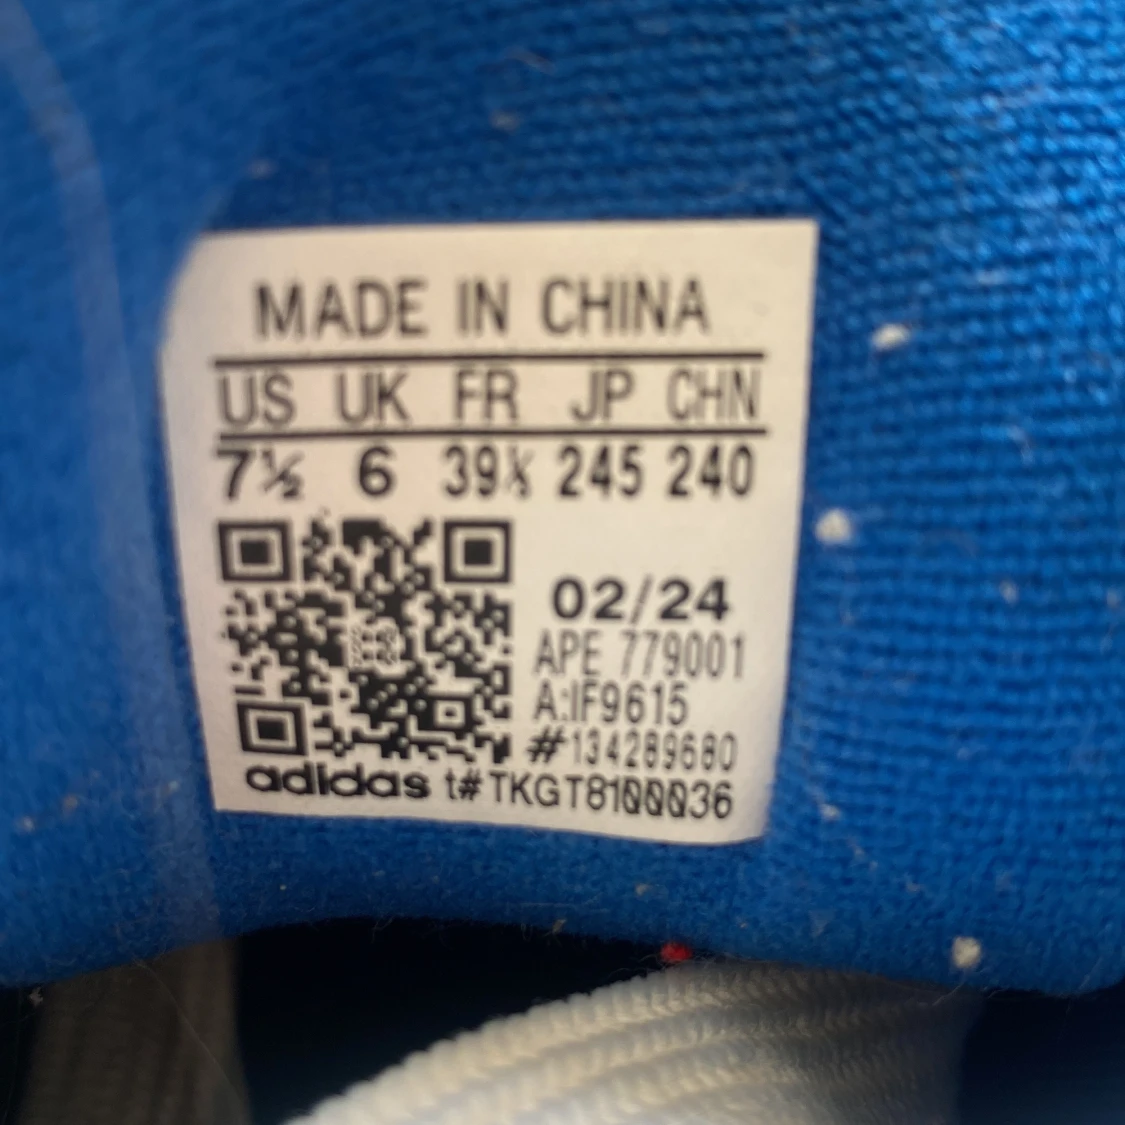 MADE IN CHINA
US UK FR JP CHN
7½ 6 39⅓ 245 240
02/24
APE 779001
A:IF9615
#134289680
adidas t#TKGT8100036